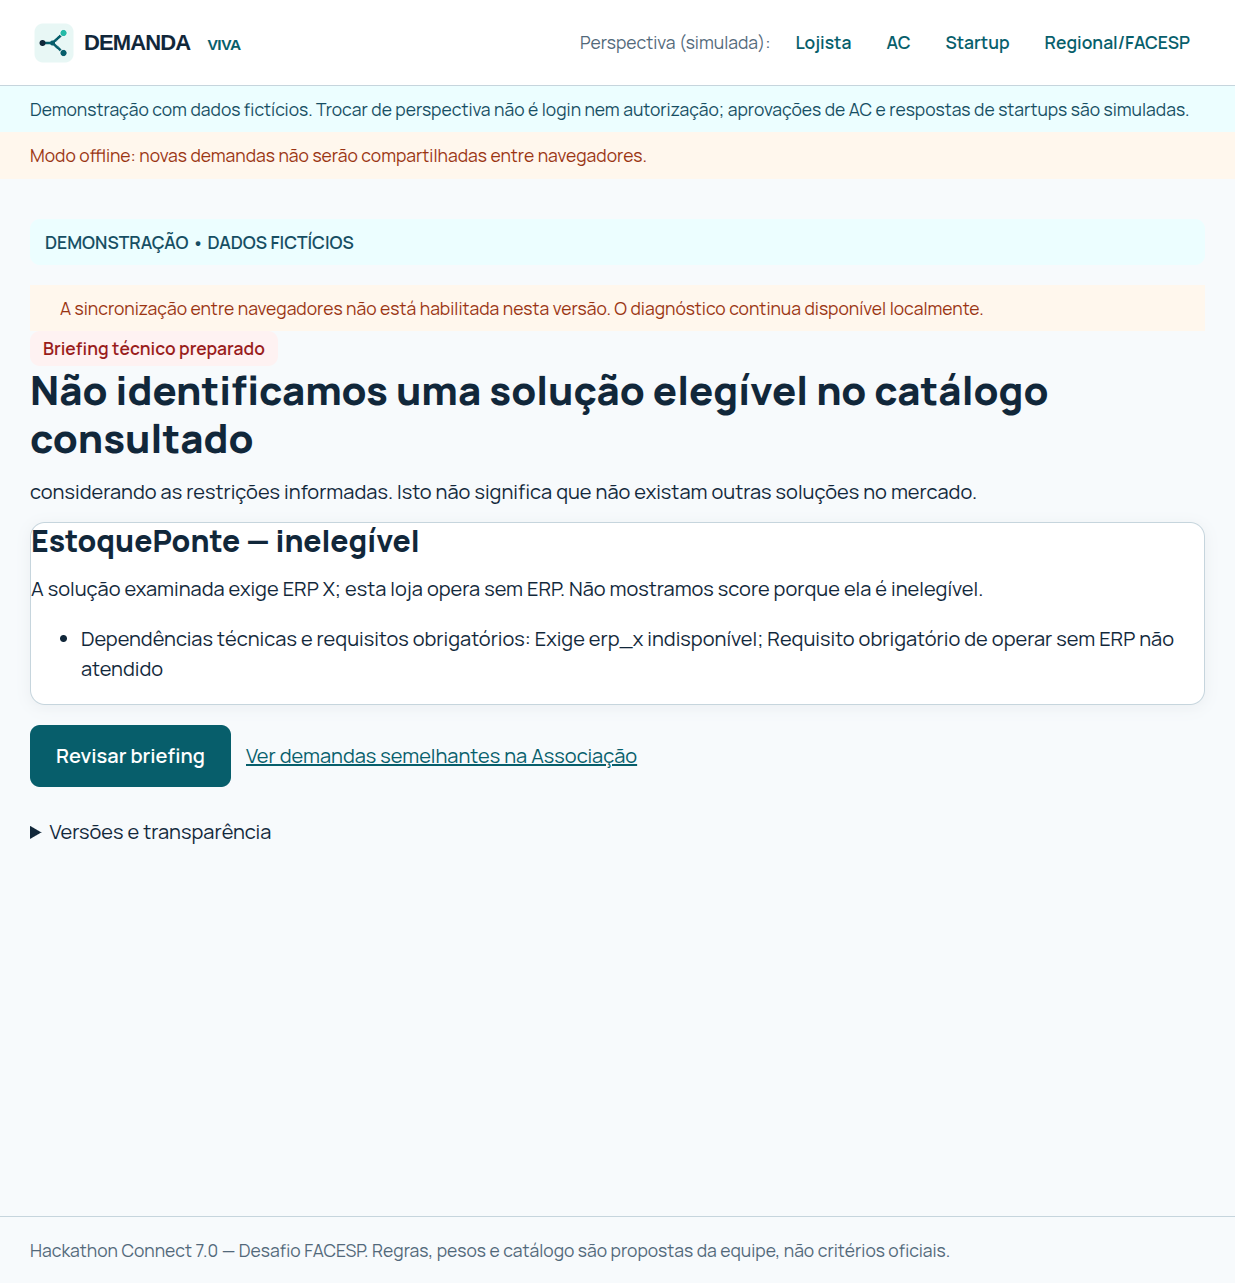 DEMANDA VIVA
Perspectiva (simulada): Lojista AC Startup Regional/FACESP
Demonstração com dados fictícios. Trocar de perspectiva não é login nem autorização; aprovações de AC e respostas de startups são simuladas.
Modo offline: novas demandas não serão compartilhadas entre navegadores.
DEMONSTRAÇÃO • DADOS FICTÍCIOS
A sincronização entre navegadores não está habilitada nesta versão. O diagnóstico continua disponível localmente.
Briefing técnico preparado
Não identificamos uma solução elegível no catálogo
consultado
considerando as restrições informadas. Isto não significa que não existam outras soluções no mercado.
EstoquePonte — inelegível
A solução examinada exige ERP X; esta loja opera sem ERP. Não mostramos score porque ela é inelegível.
• Dependências técnicas e requisitos obrigatórios: Exige erp_x indisponível; Requisito obrigatório de operar sem ERP não
atendido
Revisar briefing Ver demandas semelhantes na Associação
▶ Versões e transparência
Hackathon Connect 7.0 — Desafio FACESP. Regras, pesos e catálogo são propostas da equipe, não critérios oficiais.